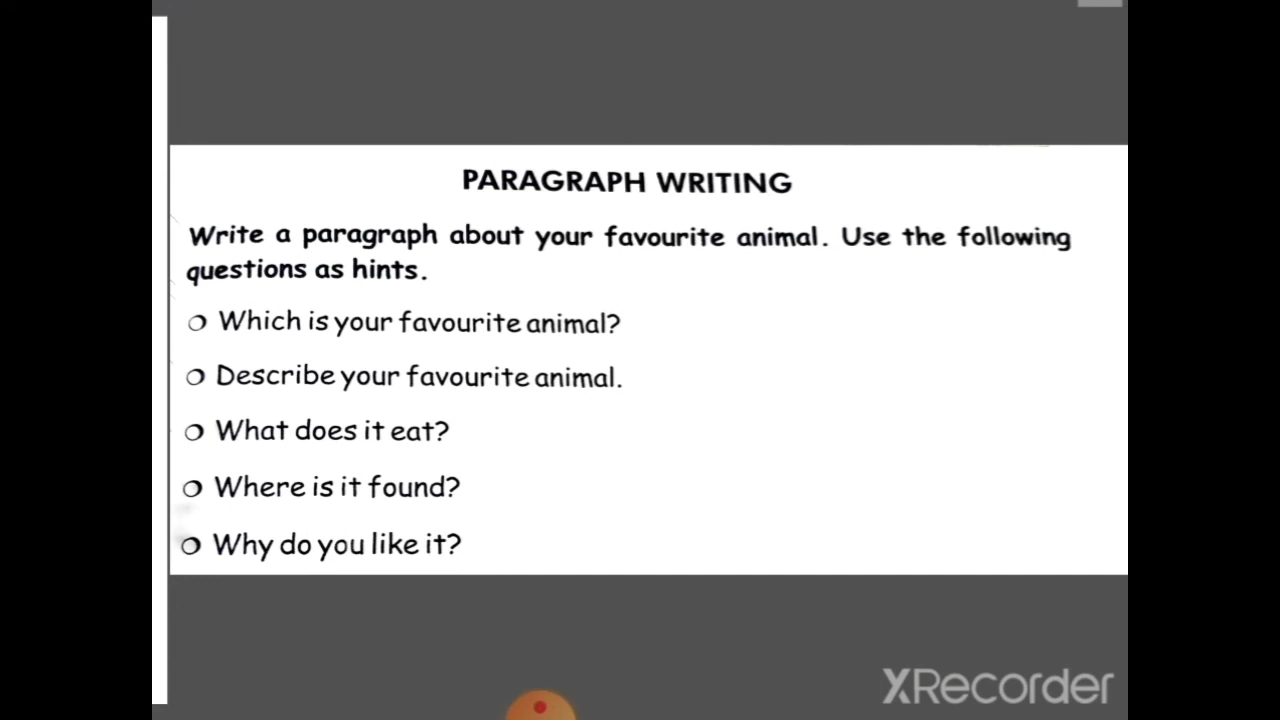 PARAGRAPH WRITING
Write a paragraph about your favourite animal. Use the following
questions as hints.
Which is your favourite animal?
Describe your favourite animal.
What does it eat?
Where is it found?
Why do you like it?
XRecorder